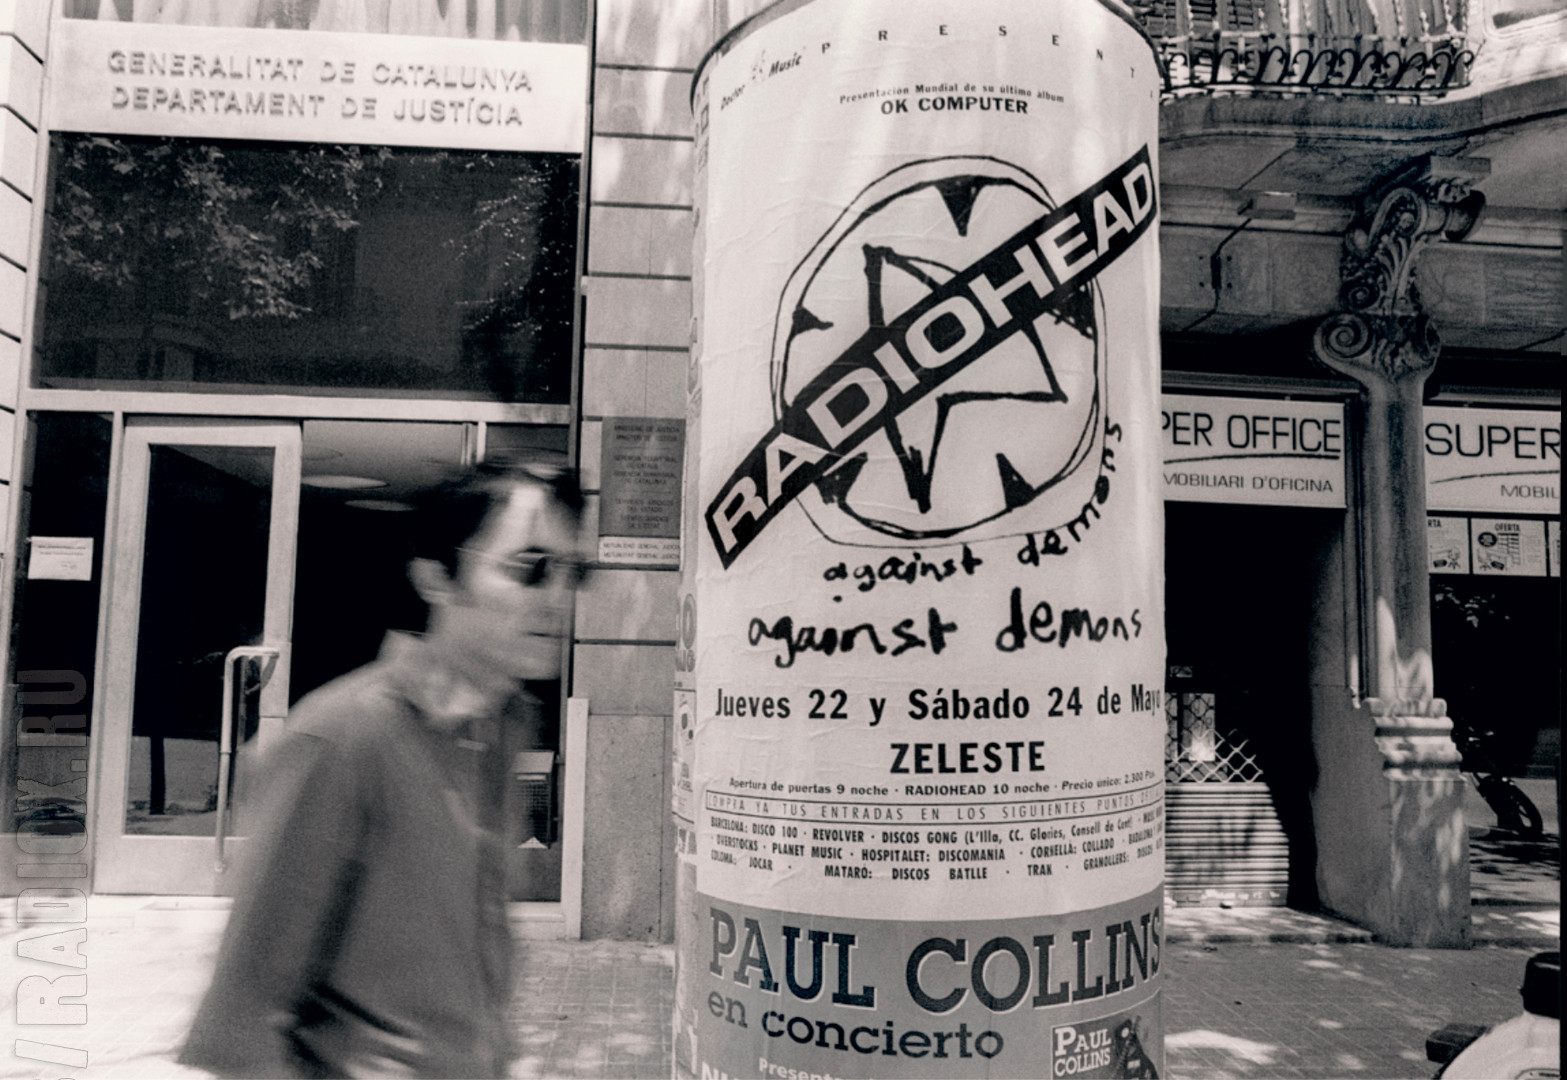 GENERALITAT DE CATALUNYA
DEPARTAMENT DE JUSTÍCIA
Doctor Music PRESENT
Presentación Mundial de su último álbum
OK COMPUTER
RADIOHEAD
against demons
against demons
Jueves 22 y Sábado 24 de Mayo
ZELESTE
Apertura de puertas 9 noche · RADIOHEAD 10 noche · Precio único: 2.300 Pts
COMPRA YA TUS ENTRADAS EN LOS SIGUIENTES PUNTOS
BARCELONA: DISCO 100 · REVOLVER · DISCOS GONG (L'Illa, CC. Glories, Consell de Cent)
· OVERSTOCKS · PLANET MUSIC · HOSPITALET: DISCOMANIA · CORNELLÀ: COLLADO · BADALONA
COLOMA: JOCAR · MATARÓ: DISCOS BATLLE · TRAK · GRANOLLERS: DISCOS
PAUL COLLINS
en concierto
PAUL
COLLINS
PER OFFICE
MOBILIARI D'OFICINA
SUPER
MOBIL
OFERTA
/RADIOX.RU